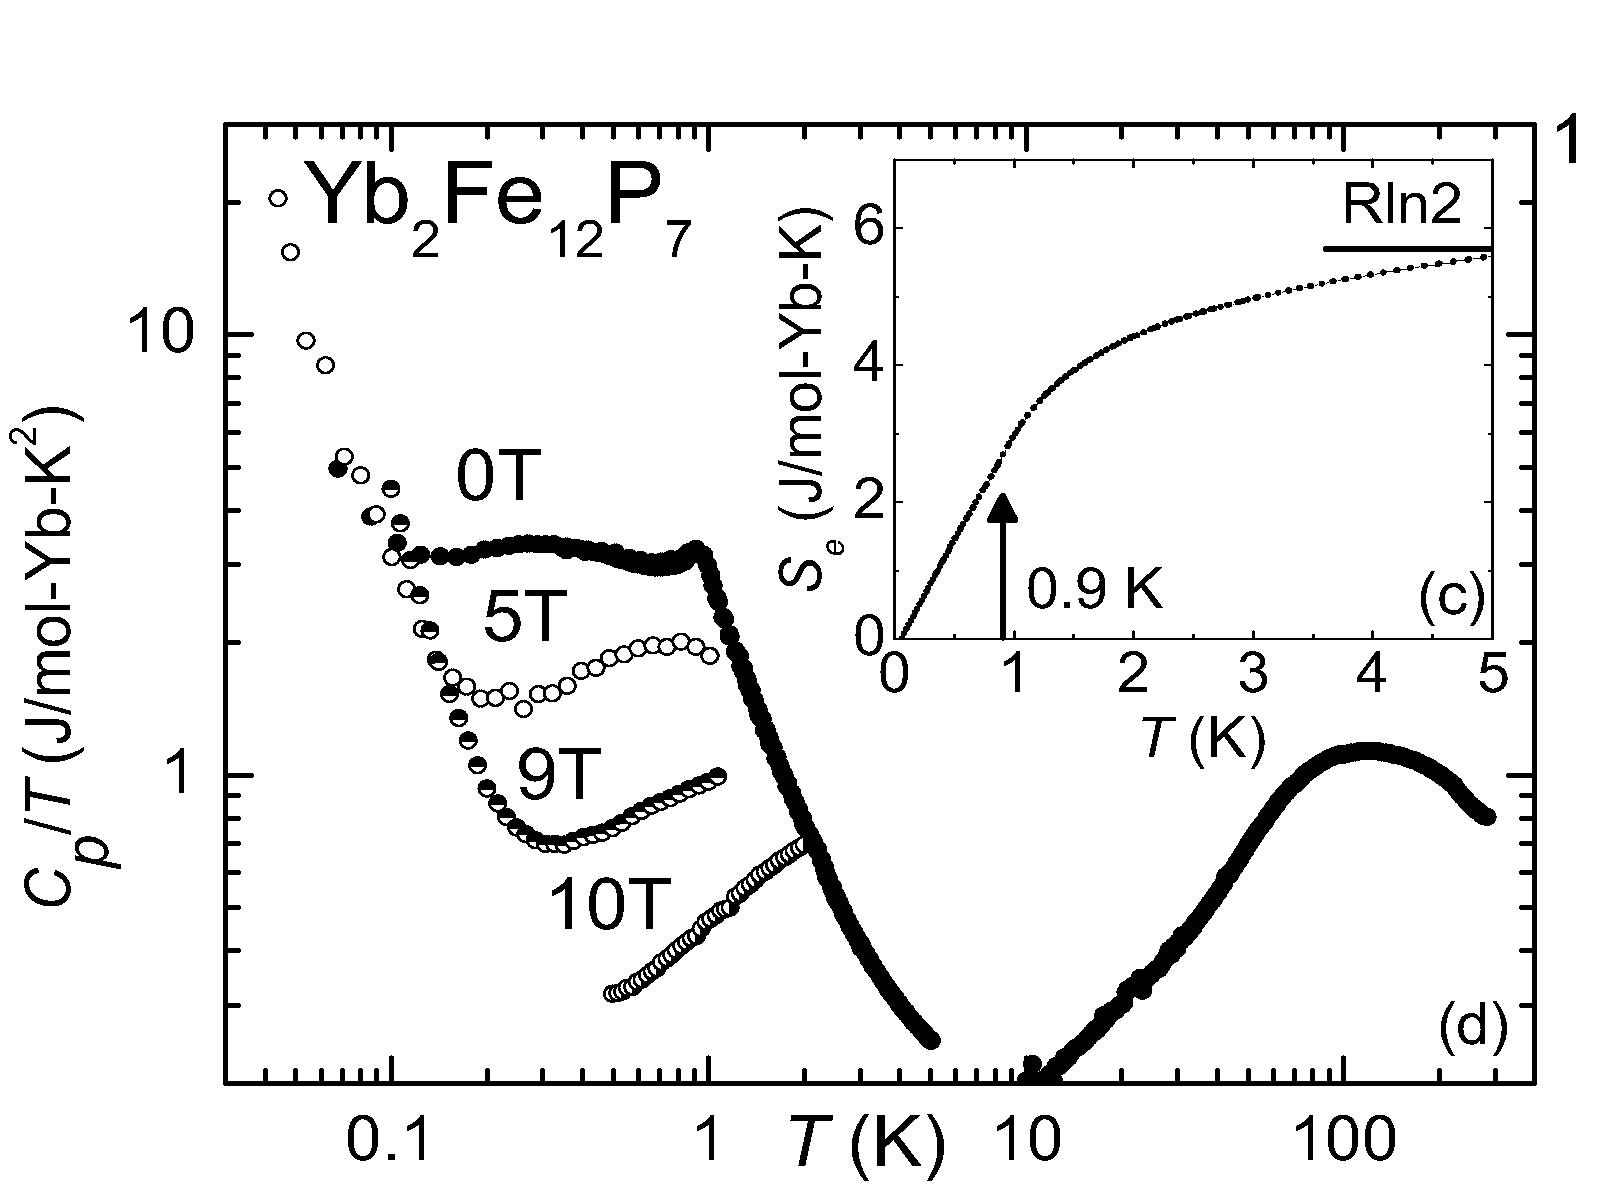 1
Yb2Fe12P7
Rln2
6
4
2
0
Se (J/mol-Yb-K)
0.9 K
(c)
0 1 2 3 4 5
T (K)
10
1
Cp/T (J/mol-Yb-K2)
0T
5T
9T
10T
(d)
0.1 1 10 100
T (K)